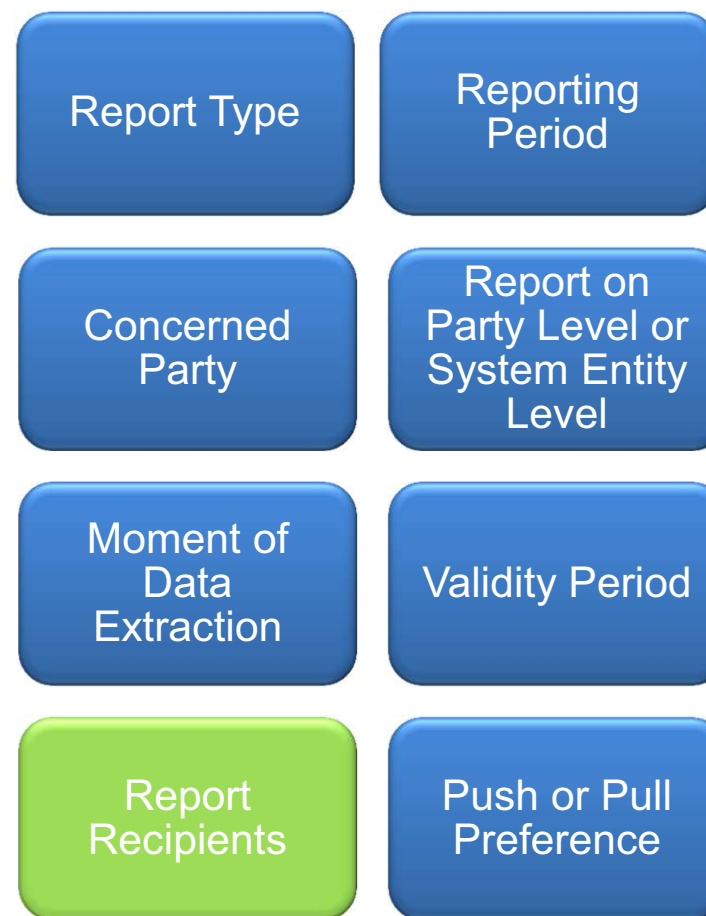 Report Type
Reporting
Period
Concerned
Party
Report on
Party Level or
System Entity
Level
Moment of
Data
Extraction
Validity Period
Report
Recipients
Push or Pull
Preference